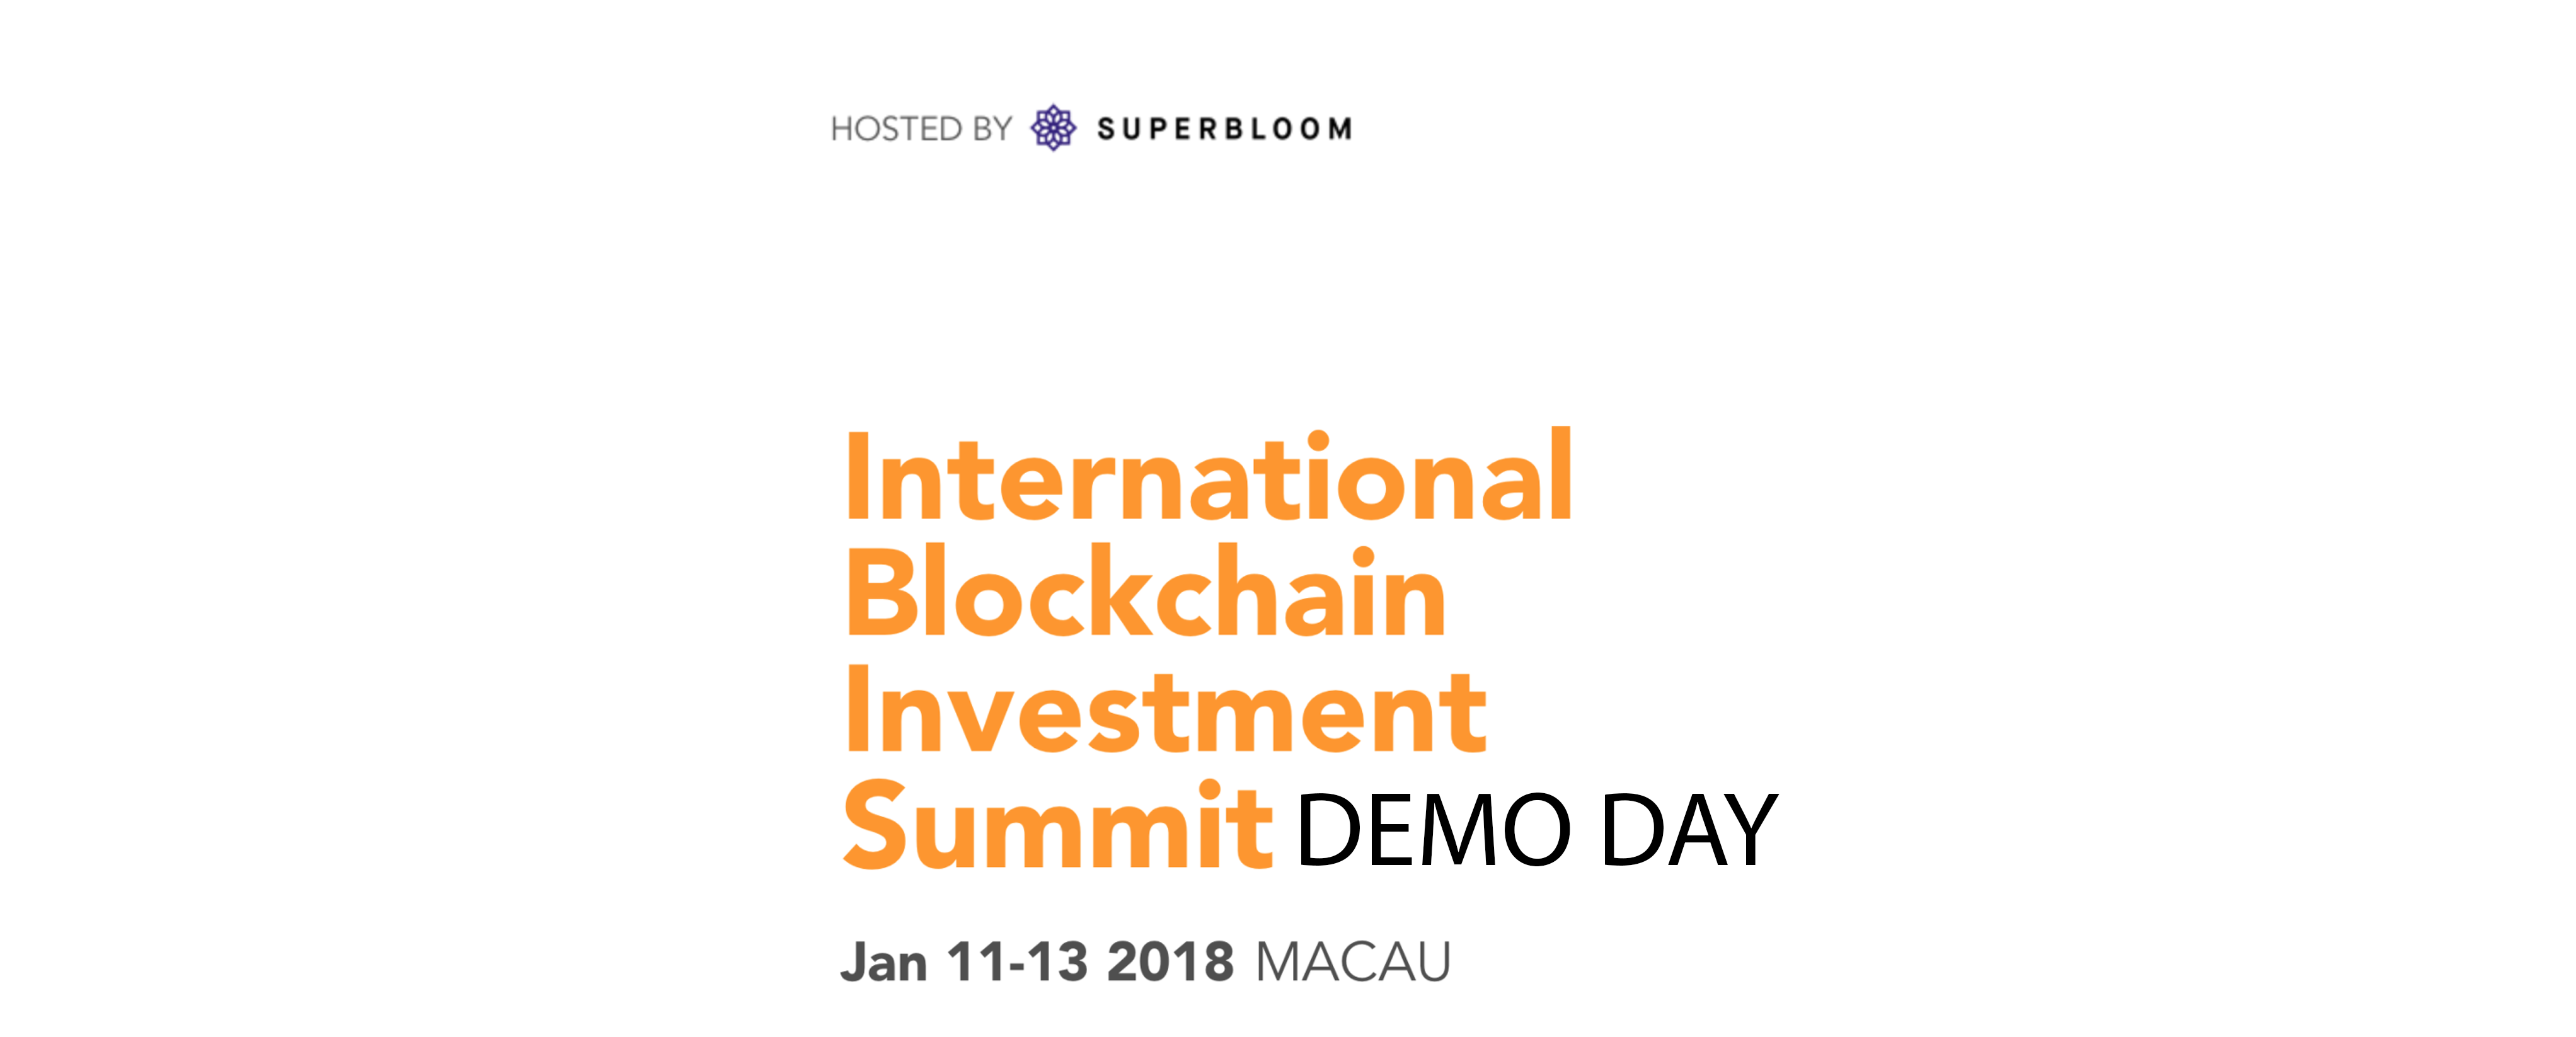 HOSTED BY SUPERBLOOM
International
Blockchain
Investment
Summit DEMO DAY
Jan 11-13 2018 MACAU